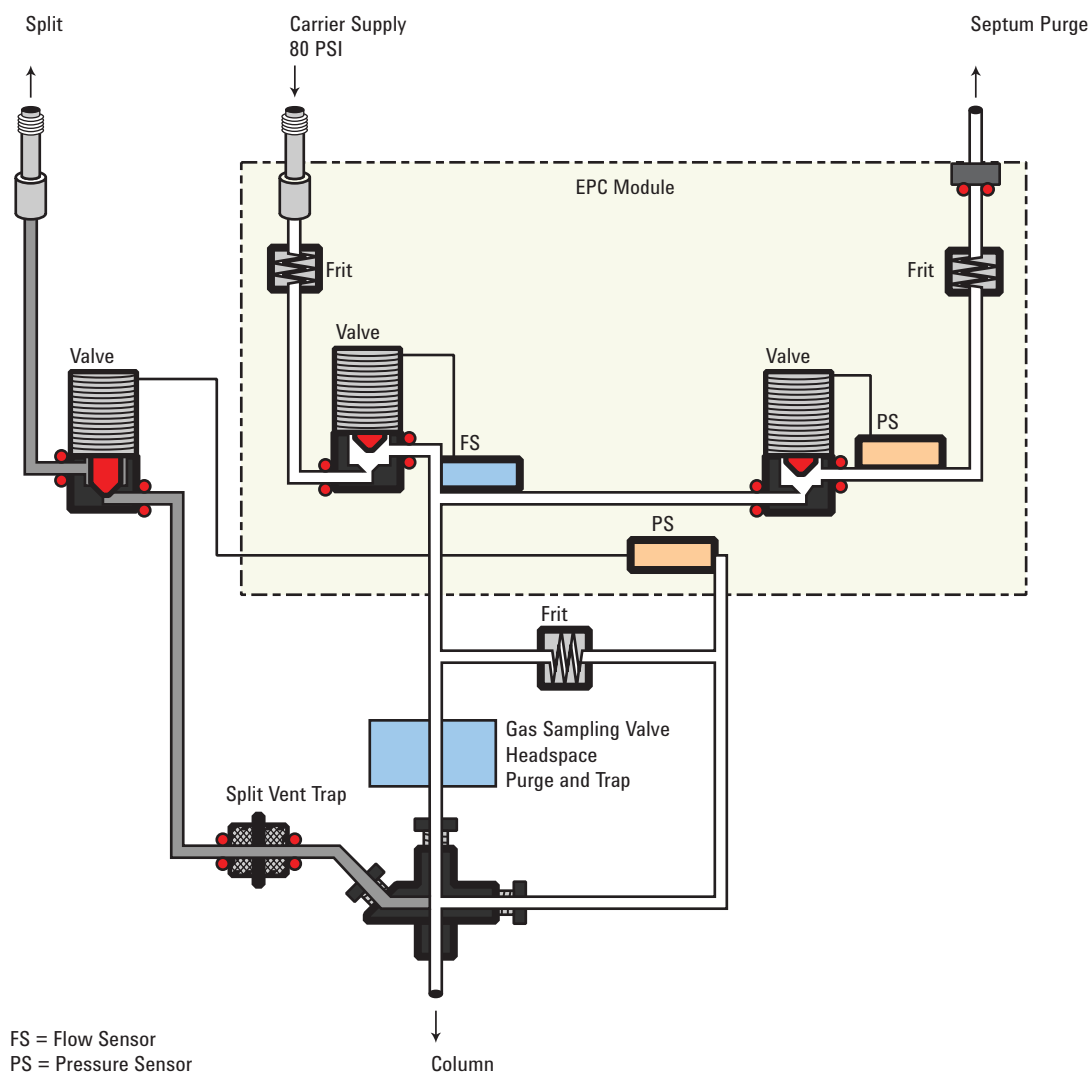 Split
Carrier Supply
80 PSI
Septum Purge
EPC Module
Frit
Frit
Valve
Valve
Valve
FS
PS
PS
Frit
Gas Sampling Valve
Headspace
Purge and Trap
Split Vent Trap
FS = Flow Sensor
PS = Pressure Sensor
Column